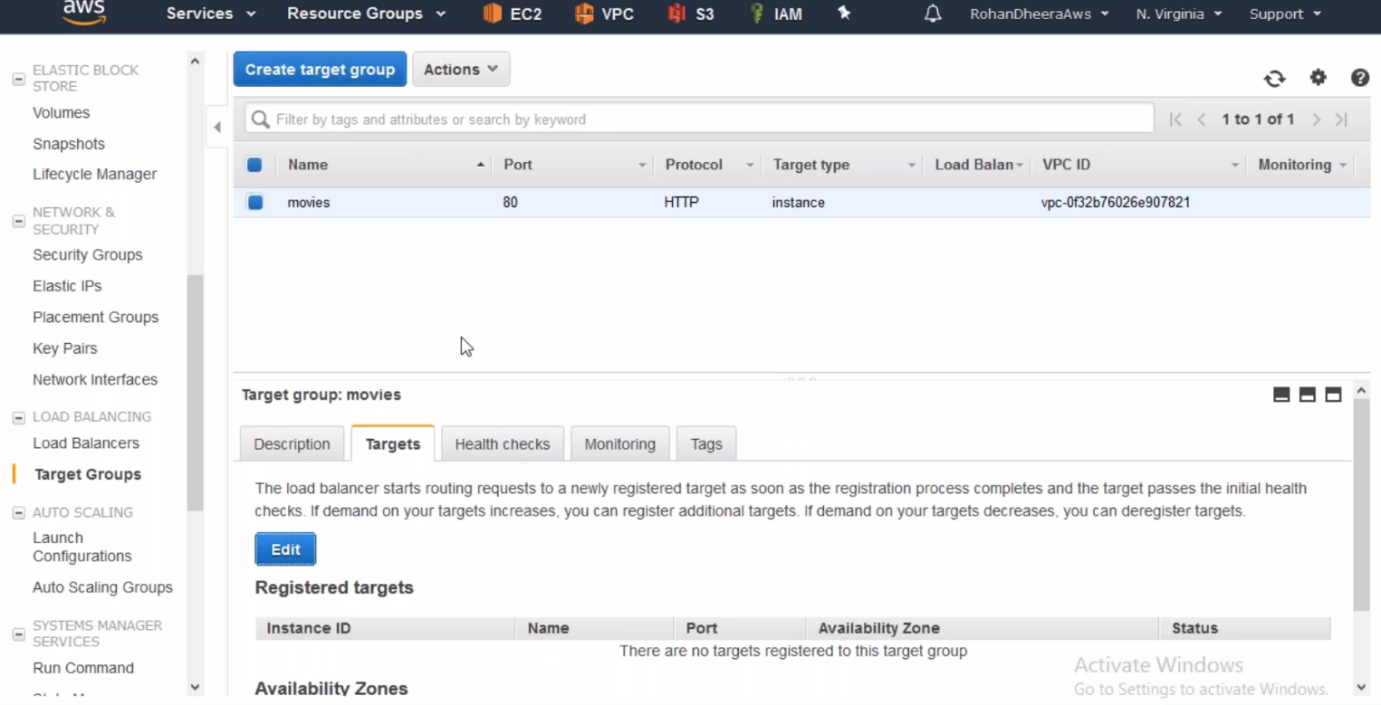 aws Services Resource Groups EC2 VPC S3 IAM RohanDheeraAws N. Virginia Support
ELASTIC BLOCK
STORE
Volumes
Snapshots
Lifecycle Manager
NETWORK &
SECURITY
Security Groups
Elastic IPs
Placement Groups
Key Pairs
Network Interfaces
LOAD BALANCING
Load Balancers
Target Groups
AUTO SCALING
Launch
Configurations
Auto Scaling Groups
SYSTEMS MANAGER
SERVICES
Run Command
Create target group Actions
Filter by tags and attributes or search by keyword 1 to 1 of 1
Name Port Protocol Target type Load Balan VPC ID Monitoring
movies 80 HTTP instance vpc-0f32b76026e907821
Target group: movies
Description Targets Health checks Monitoring Tags
The load balancer starts routing requests to a newly registered target as soon as the registration process completes and the target passes the initial health
checks. If demand on your targets increases, you can register additional targets. If demand on your targets decreases, you can deregister targets.
Edit
Registered targets
Instance ID Name Port Availability Zone Status
There are no targets registered to this target group
Availability Zones
Activate Windows
Go to Settings to activate Windows.